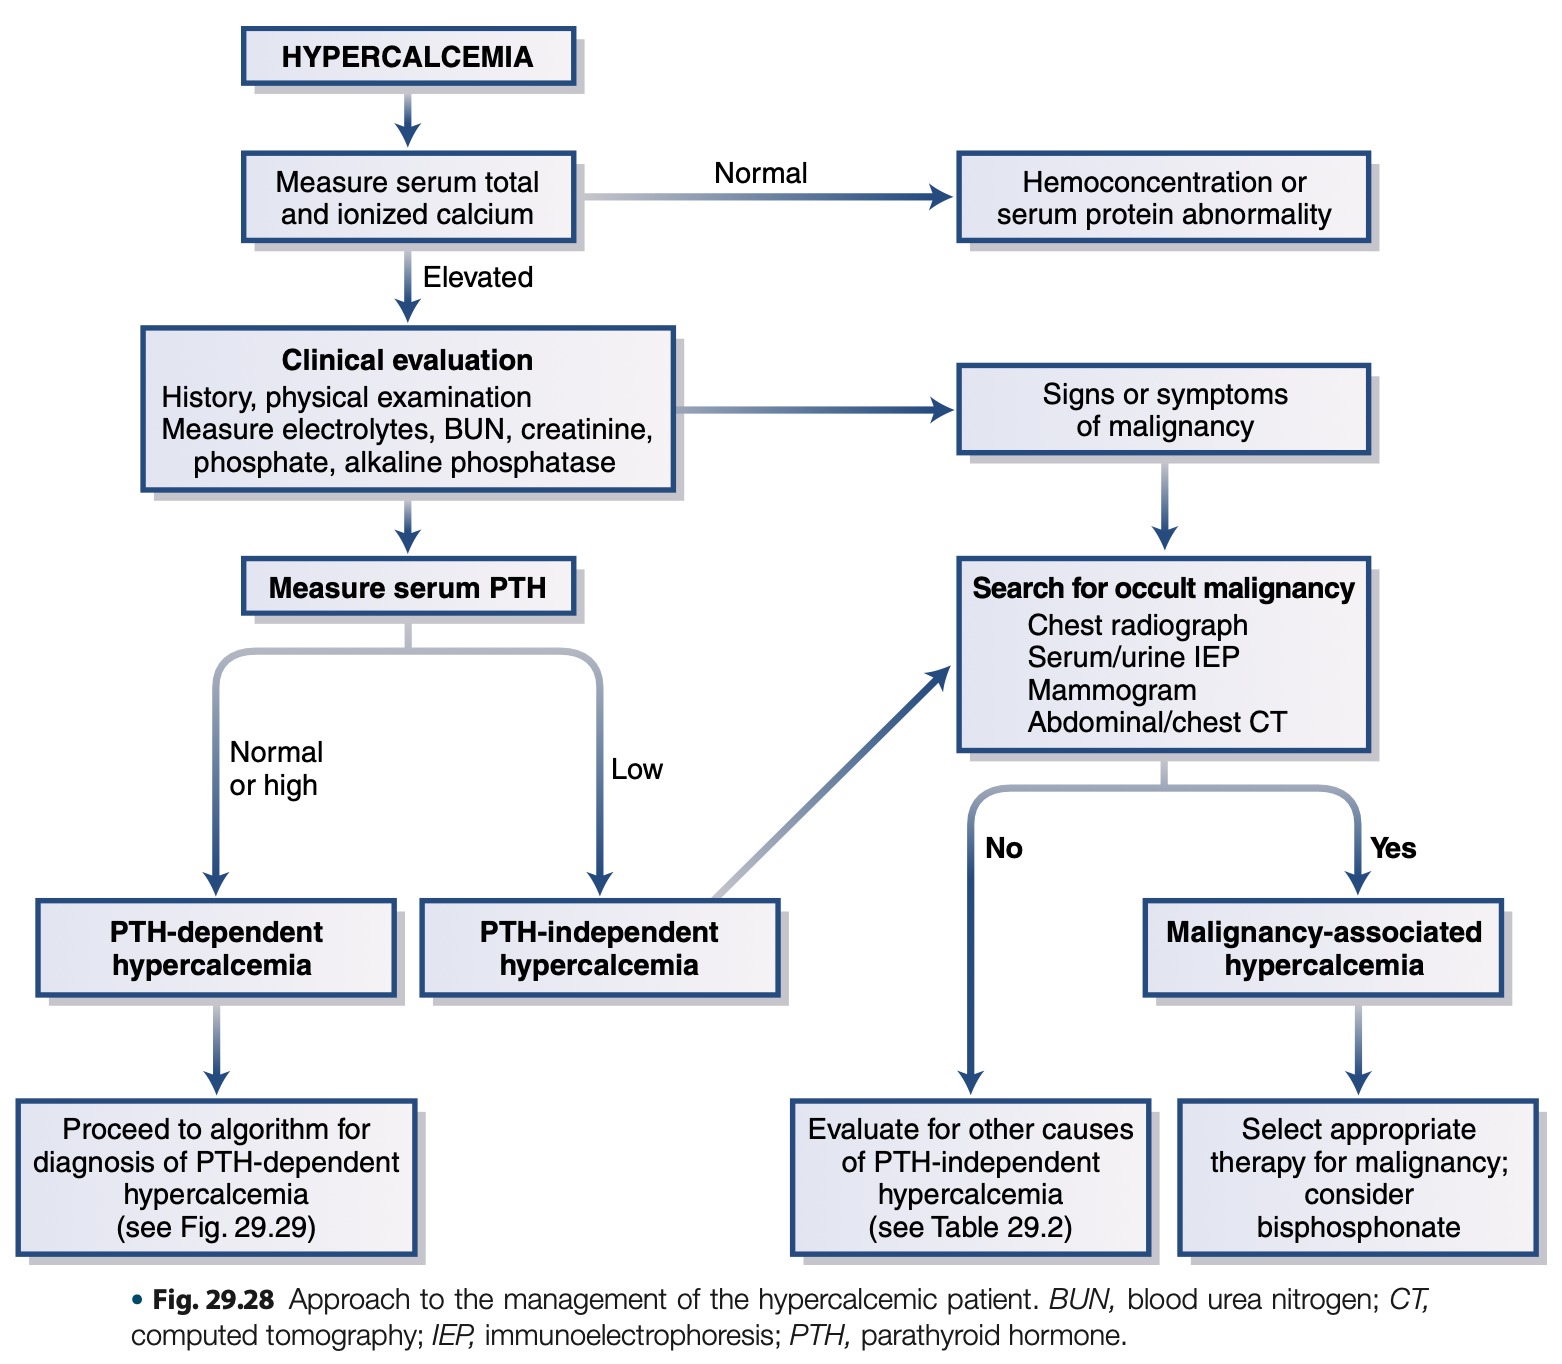 HYPERCALCEMIA
Measure serum total
and ionized calcium
Normal
Hemoconcentration or
serum protein abnormality
Elevated
Clinical evaluation
History, physical examination
Measure electrolytes, BUN, creatinine,
phosphate, alkaline phosphatase
Signs or symptoms
of malignancy
Measure serum PTH
Search for occult malignancy
Chest radiograph
Serum/urine IEP
Mammogram
Abdominal/chest CT
Normal
or high
Low
No
Yes
PTH-dependent
hypercalcemia
PTH-independent
hypercalcemia
Malignancy-associated
hypercalcemia
Proceed to algorithm for
diagnosis of PTH-dependent
hypercalcemia
(see Fig. 29.29)
Evaluate for other causes
of PTH-independent
hypercalcemia
(see Table 29.2)
Select appropriate
therapy for malignancy;
consider
bisphosphonate
• Fig. 29.28 Approach to the management of the hypercalcemic patient. BUN, blood urea nitrogen; CT,
computed tomography; IEP, immunoelectrophoresis; PTH, parathyroid hormone.